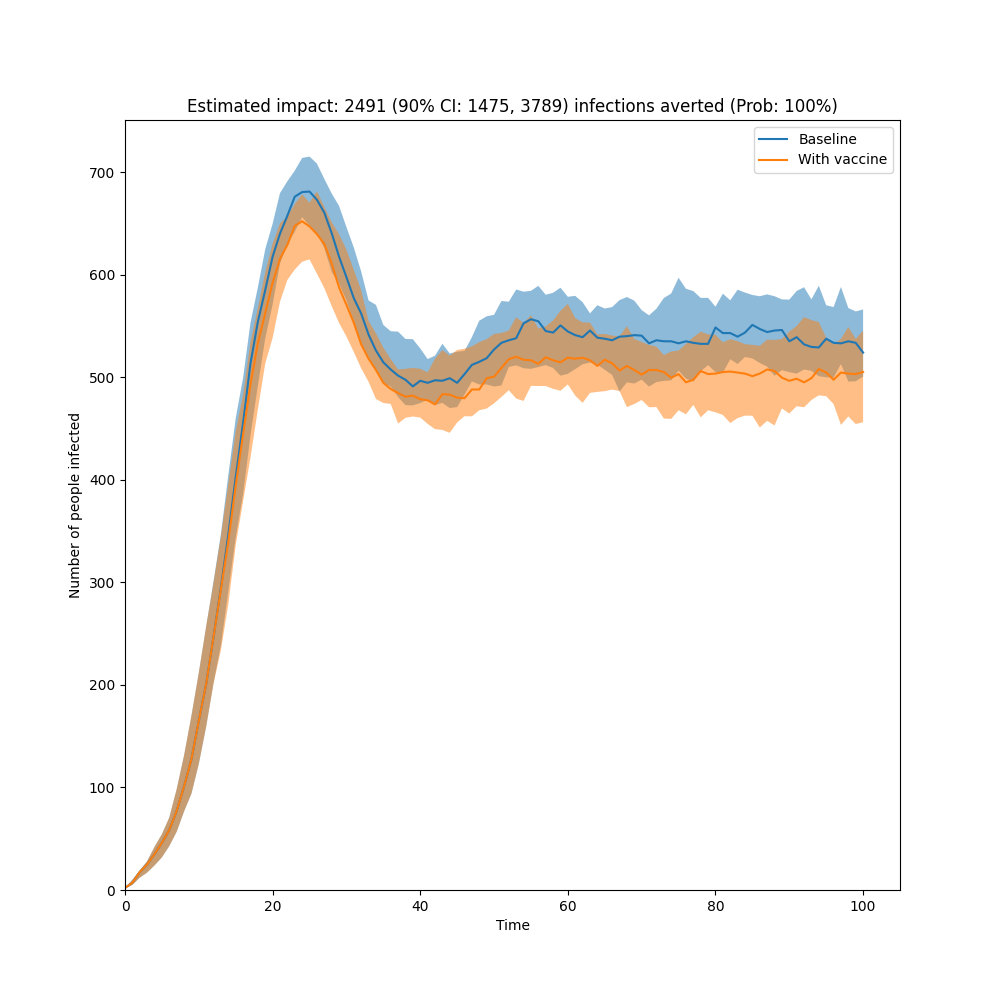 Estimated impact: 2491 (90% CI: 1475, 3789) infections averted (Prob: 100%)
Baseline
With vaccine
700
600
500
400
300
200
100
0
Number of people infected
0 20 40 60 80 100
Time